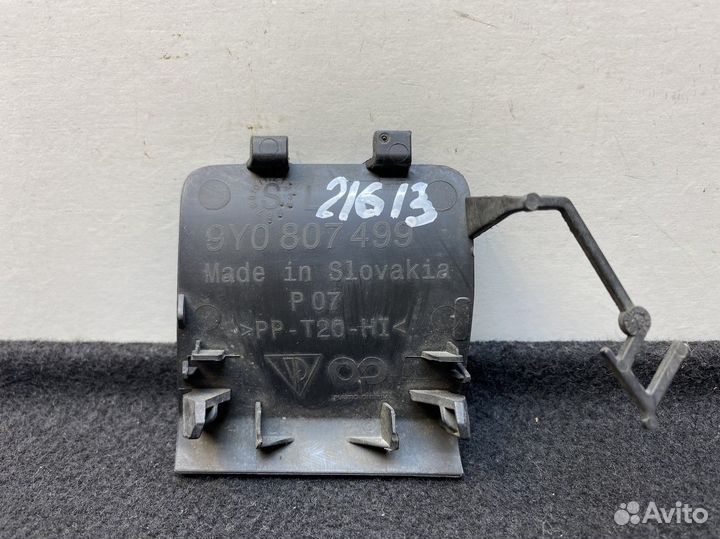 21613
9Y0 807 499
Made in Slovakia
P 07
>PP-T20-HI<
Avito